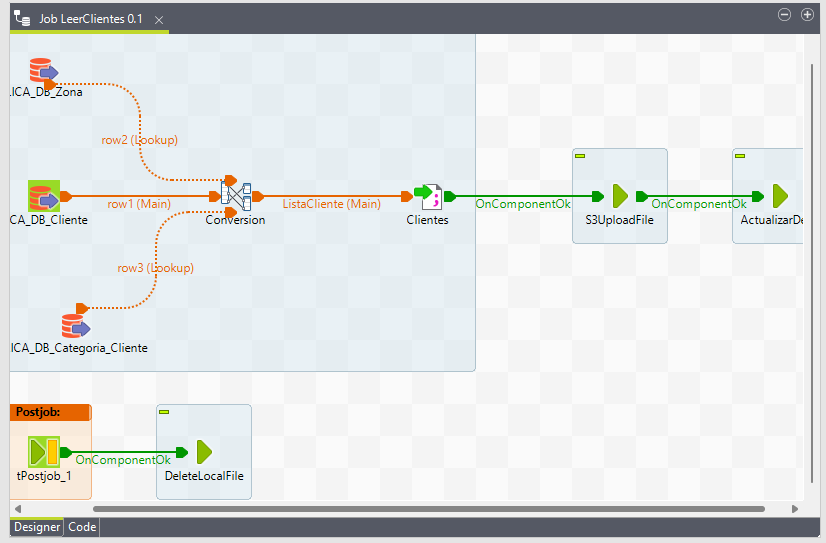 Job LeerClientes 0.1
.ICA_DB_Zona
row2 (Lookup)
ICA_DB_Cliente
row1 (Main)
Conversion
ListaCliente (Main)
Clientes
OnComponentOk
S3UploadFile
OnComponentOk
ActualizarDe
row3 (Lookup)
ICA_DB_Categoria_Cliente
Postjob:
tPostjob_1
OnComponentOk
DeleteLocalFile
Designer
Code